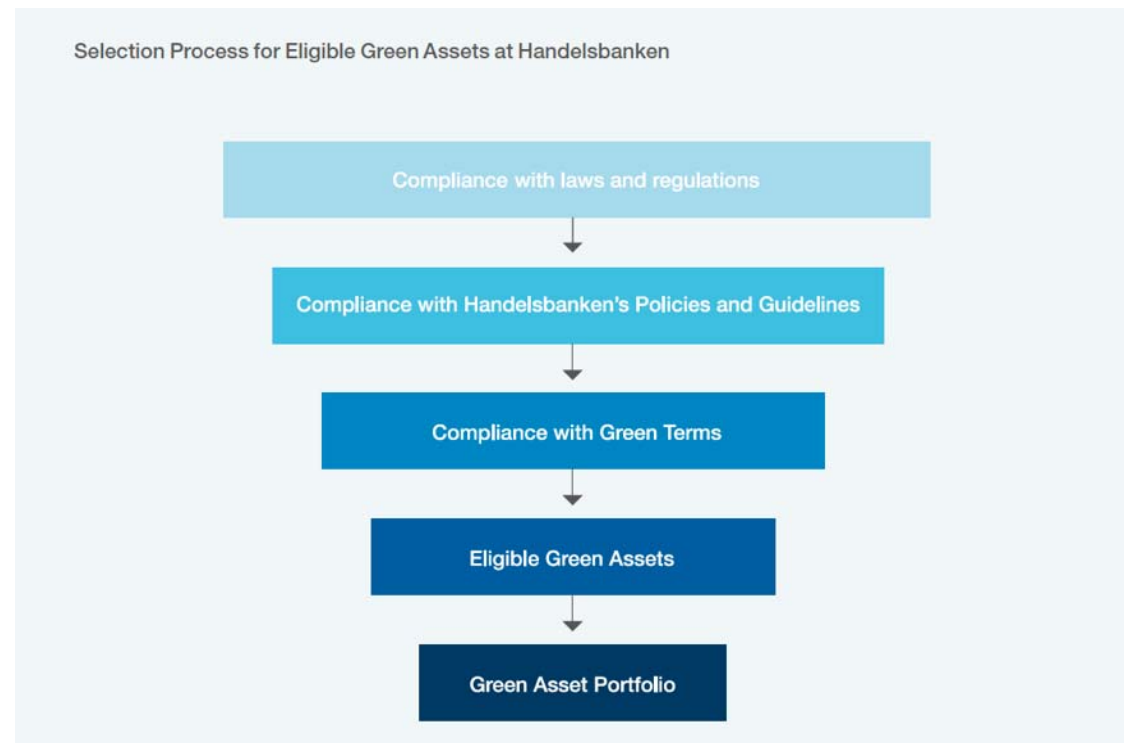 Selection Process for Eligible Green Assets at Handelsbanken
Compliance with laws and regulations
Compliance with Handelsbanken’s Policies and Guidelines
Compliance with Green Terms
Eligible Green Assets
Green Asset Portfolio